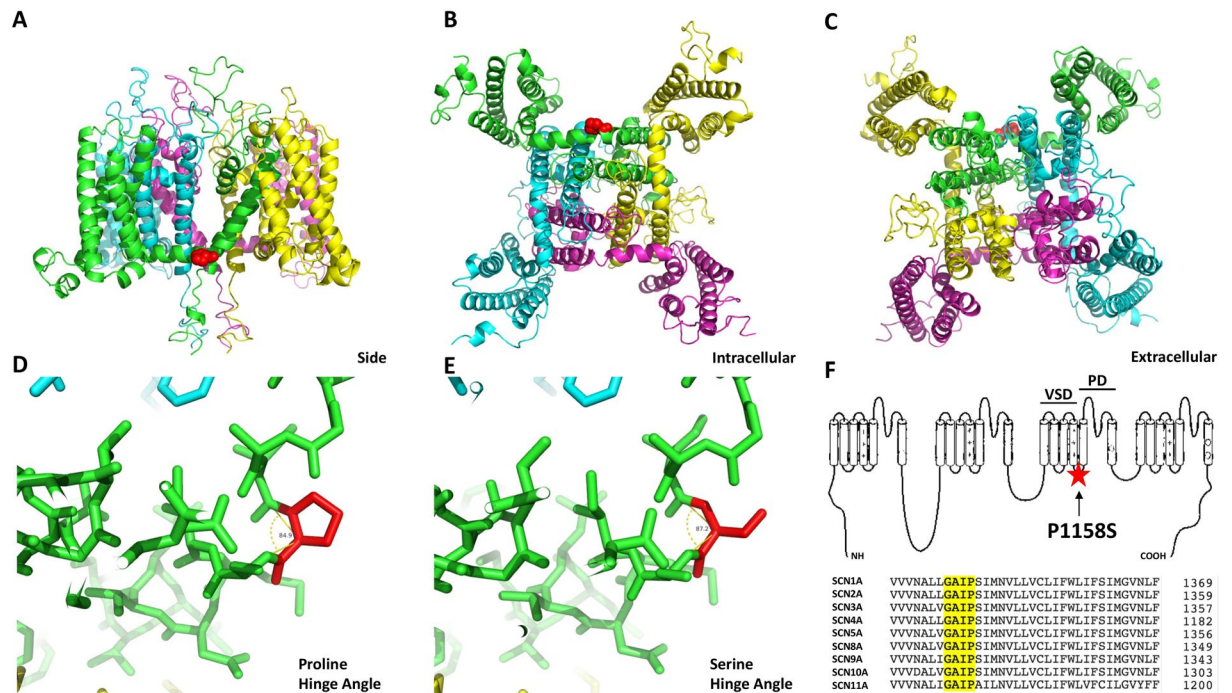 A
B
C
Side
Intracellular
Extracellular
D
E
F
84.9
Proline
Hinge Angle
87.2
Serine
Hinge Angle
VSD
PD
P1158S
NH
COOH
SCN1A VVVNALLGAIPSIMNVLLVCLIFWLIFSIMGVNLF 1369
SCN2A VVVNALLGAIPSIMNVLLVCLIFWLIFSIMGVNLF 1359
SCN3A VVVNALVGAIPSIMNVLLVCLIFWLIFSIMGVNLF 1357
SCN4A VVVNALLGAIPSIMNVLLVCLIFWLIFSIMGVNLF 1182
SCN5A VVVNALVGAIPSIMNVLLVCLIFWLIFSIMGVNLF 1356
SCN8A VVVNALVGAIPSIMNVLLVCLIFWLIFSIMGVNLF 1349
SCN9A VVVNALIGAIPSIMNVLLVCLIFWLIFSIMGVNLF 1343
SCN10A VVVDALVGAIPSIMNVLLVCLIFWLIFSIMGVNLF 1303
SCN11A VVVNALIGAIPAILNVLLVCLIFWLVFCILGVYFF 1200